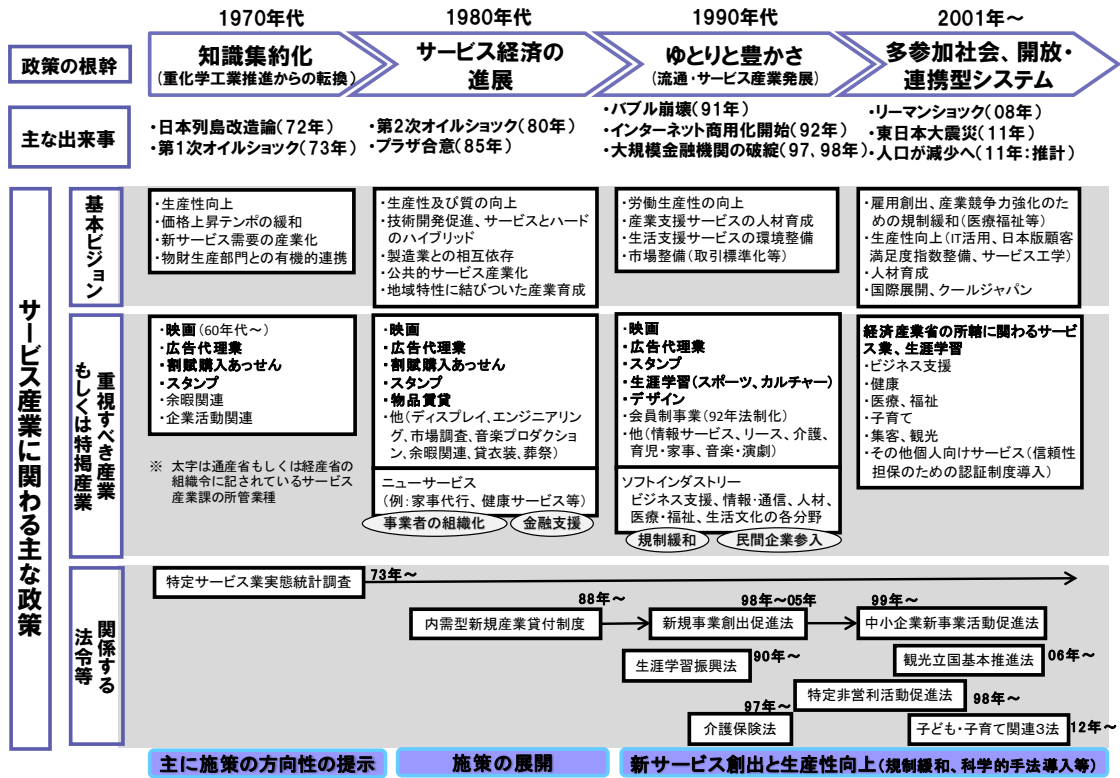 1970年代
1980年代
1990年代
2001年～
政策の根幹
知識集約化
(重化学工業推進からの転換)
サービス経済の
進展
ゆとりと豊かさ
(流通・サービス産業発展)
多参加社会、開放・
連携型システム
主な出来事
・日本列島改造論(72年)
・第1次オイルショック(73年)
・第2次オイルショック(80年)
・プラザ合意(85年)
・バブル崩壊(91年)
・インターネット商用化開始(92年)
・大規模金融機関の破綻(97、98年)
・リーマンショック(08年)
・東日本大震災(11年)
・人口が減少へ(11年:推計)
サービス産業に関わる主な政策
基本ビジョン
・生産性向上
・価格上昇テンポの緩和
・新サービス需要の産業化
・物財生産部門との有機的連携
・生産性及び質の向上
・技術開発促進、サービスとハード
のハイブリッド
・製造業との相互依存
・公共的サービス産業化
・地域特性に結びついた産業育成
・労働生産性の向上
・産業支援サービスの人材育成
・生活支援サービスの環境整備
・市場整備(取引標準化等)
・雇用創出、産業競争力強化のた
めの規制緩和(医療福祉等)
・生産性向上(IT活用、日本版顧客
満足度指数整備、サービス工学)
・人材育成
・国際展開、クールジャパン
重視すべき産業
もしくは特掲産業
・映画(60年代～)
・広告代理業
・割賦購入あっせん
・スタンプ
・余暇関連
・企業活動関連
※ 太字は通産省もしくは経産省の
組織令に記されているサービス
産業課の所管業種
・映画
・広告代理業
・割賦購入あっせん
・スタンプ
・物品賃貸
・他(ディスプレイ、エンジニアリン
グ、市場調査、音楽プロダクショ
ン、余暇関連、貸衣装、葬祭)
ニューサービス
(例:家事代行、健康サービス等)
事業者の組織化
金融支援
・映画
・広告代理業
・スタンプ
・生涯学習(スポーツ、カルチャー)
・デザイン
・会員制事業(92年法制化)
・他(情報サービス、リース、介護、
育児・家事、音楽・演劇)
ソフトインダストリー
ビジネス支援、情報・通信、人材、
医療・福祉、生活文化の各分野
規制緩和
民間企業参入
経済産業省の所轄に関わるサービ
ス業、生涯学習
・ビジネス支援
・健康
・医療、福祉
・子育て
・集客、観光
・その他個人向けサービス(信頼性
担保のための認証制度導入)
関係する
法令等
特定サービス業実態統計調査
73年～
内需型新規産業貸付制度
88年～
新規事業創出促進法
98年～05年
中小企業新事業活動促進法
99年～
生涯学習振興法
90年～
観光立国基本推進法
06年～
特定非営利活動促進法
98年～
介護保険法
97年～
子ども・子育て関連3法
12年～
主に施策の方向性の提示
施策の展開
新サービス創出と生産性向上(規制緩和、科学的手法導入等)